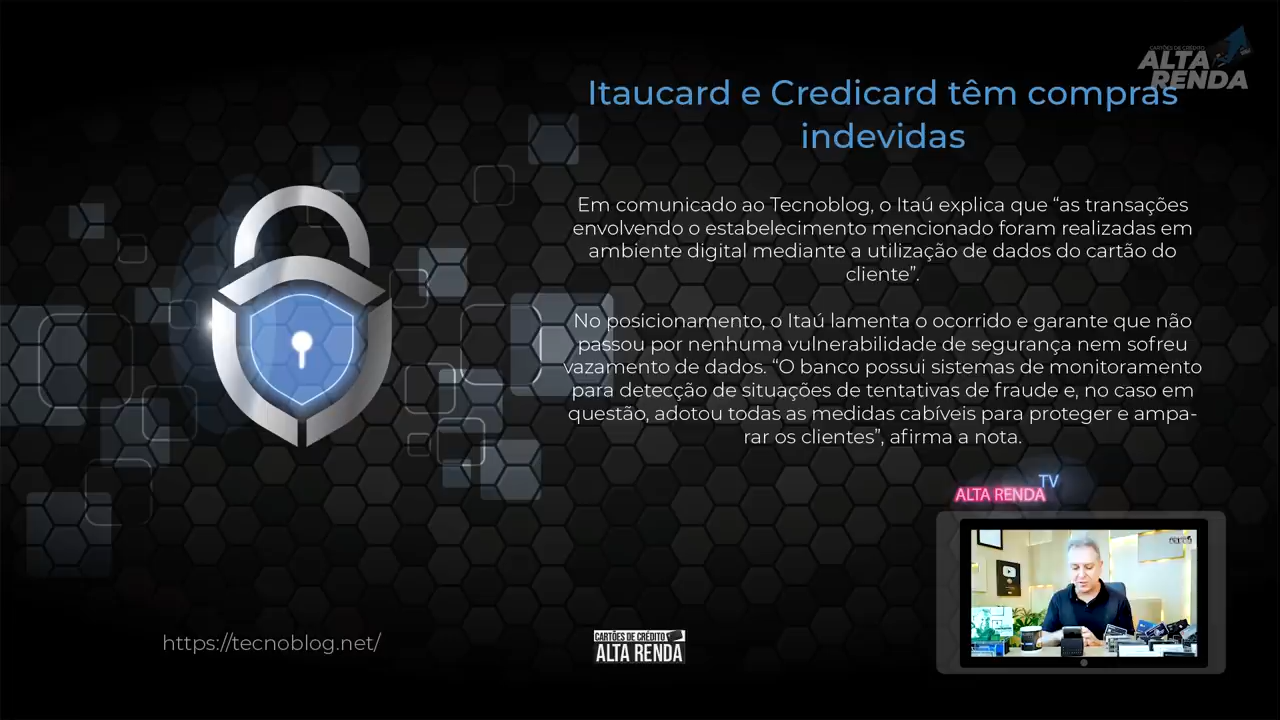 CARTÕES DE CRÉDITO
ALTA
RENDA
Itaucard e Credicard têm compras
indevidas
Em comunicado ao Tecnoblog, o Itaú explica que “as transações
envolvendo o estabelecimento mencionado foram realizadas em
ambiente digital mediante a utilização de dados do cartão do
cliente”.
No posicionamento, o Itaú lamenta o ocorrido e garante que não
passou por nenhuma vulnerabilidade de segurança nem sofreu
vazamento de dados. “O banco possui sistemas de monitoramento
para detecção de situações de tentativas de fraude e, no caso em
questão, adotou todas as medidas cabíveis para proteger e ampa-
rar os clientes”, afirma a nota.
TV
ALTA RENDA
https://tecnoblog.net/
CARTÕES DE CRÉDITO
ALTA RENDA